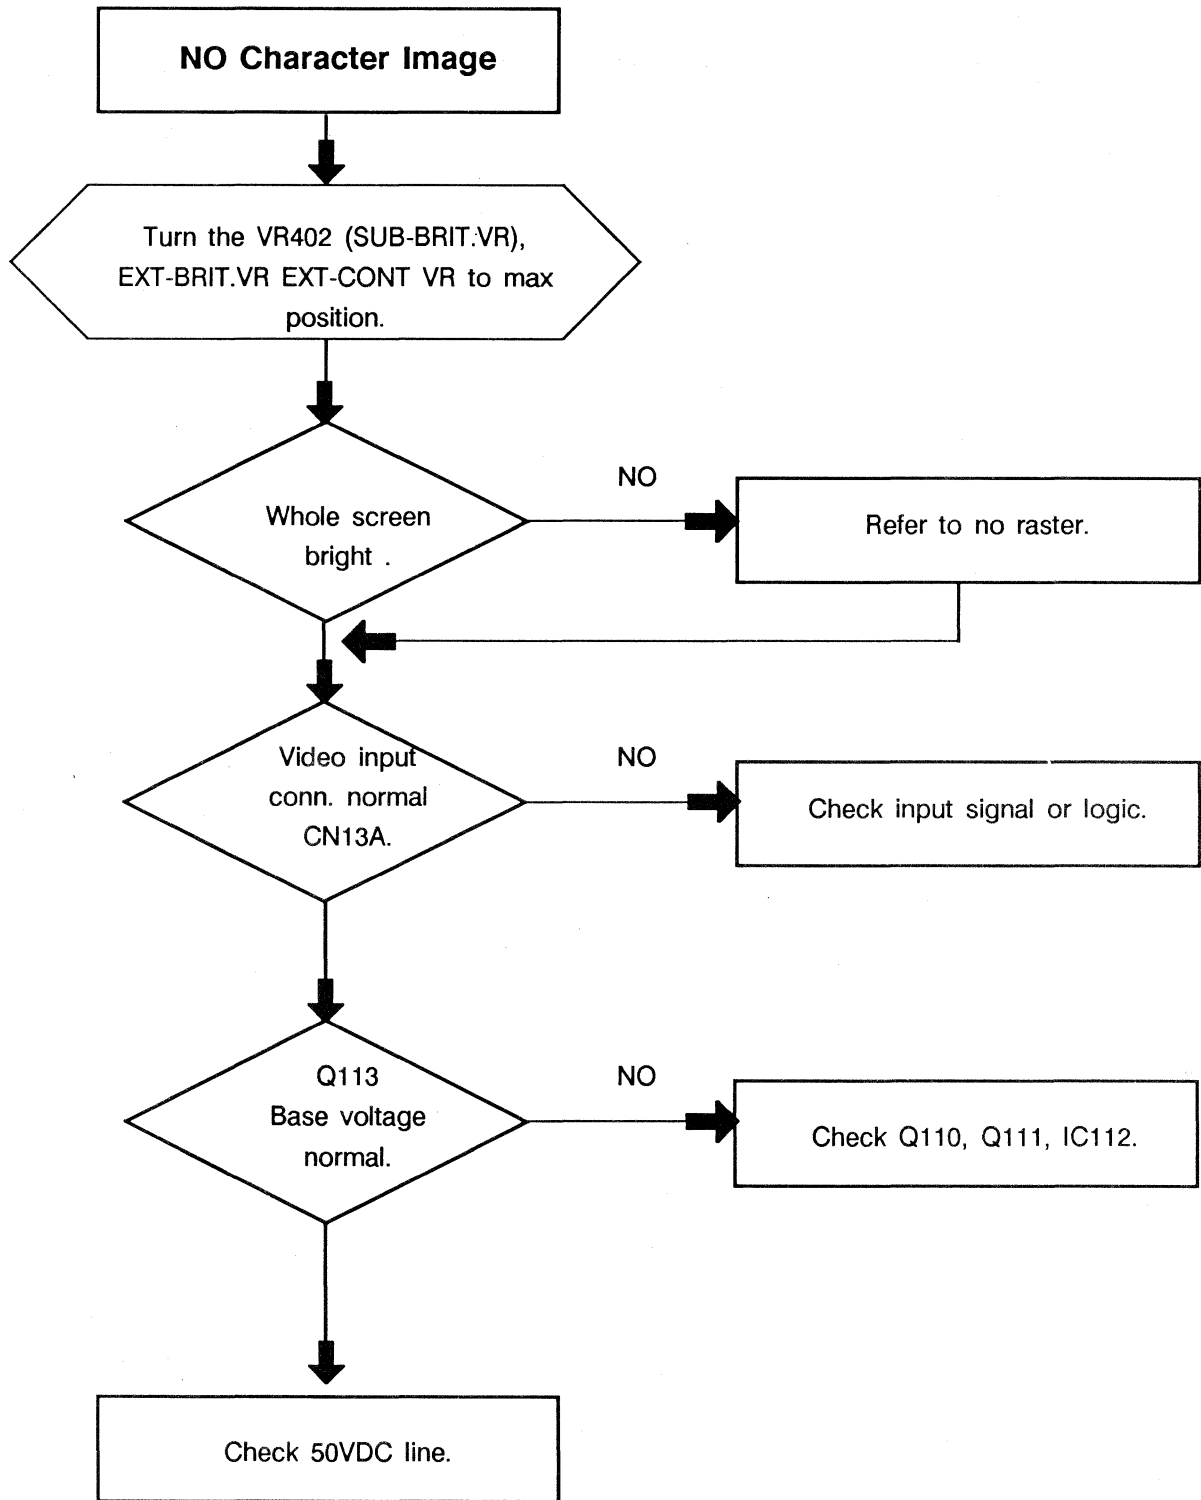 NO Character Image
Turn the VR402 (SUB-BRIT.VR),
EXT-BRIT.VR EXT-CONT VR to max
position.
Whole screen
bright .
NO
Refer to no raster.
Video input
conn. normal
CN13A.
NO
Check input signal or logic.
Q113
Base voltage
normal.
NO
Check Q110, Q111, IC112.
Check 50VDC line.